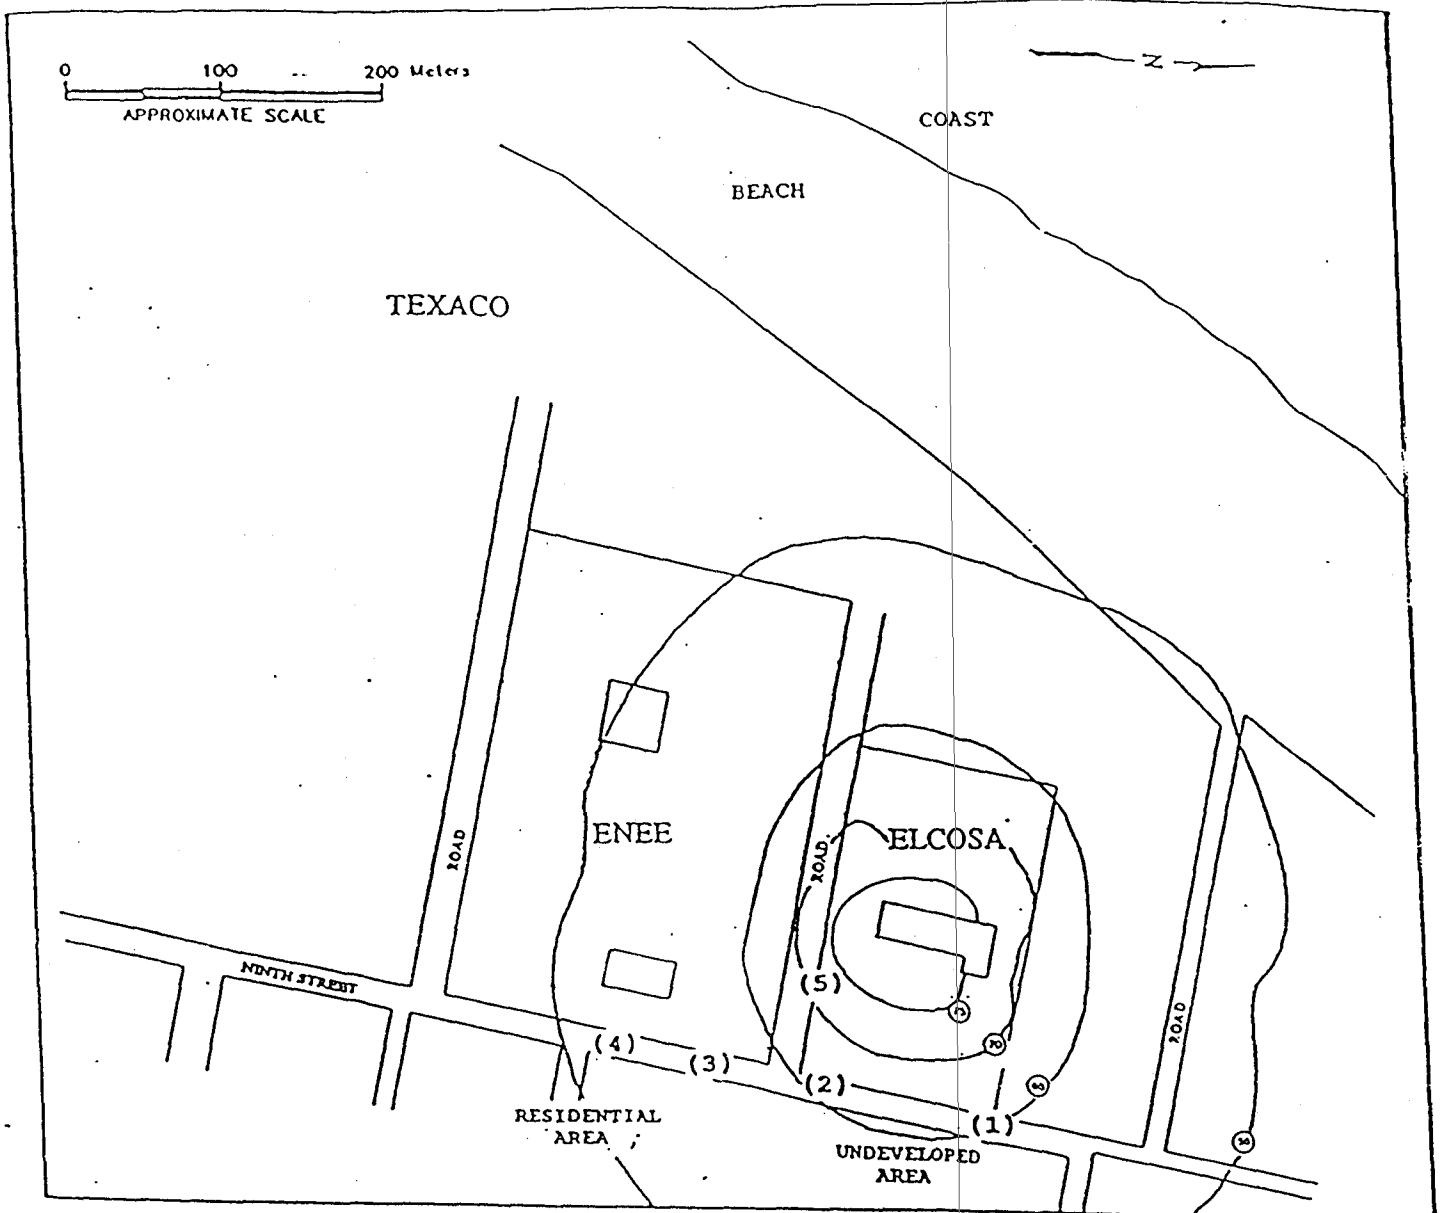 0 100 200 Meters
APPROXIMATE SCALE
Z
COAST
BEACH
TEXACO
ROAD
ENEE
ROAD
ELCOSA
NINTH STREET
(5)
70
ROAD
(4)
(3)
(2)
(1)
RESIDENTIAL
AREA
UNDEVELOPED
AREA